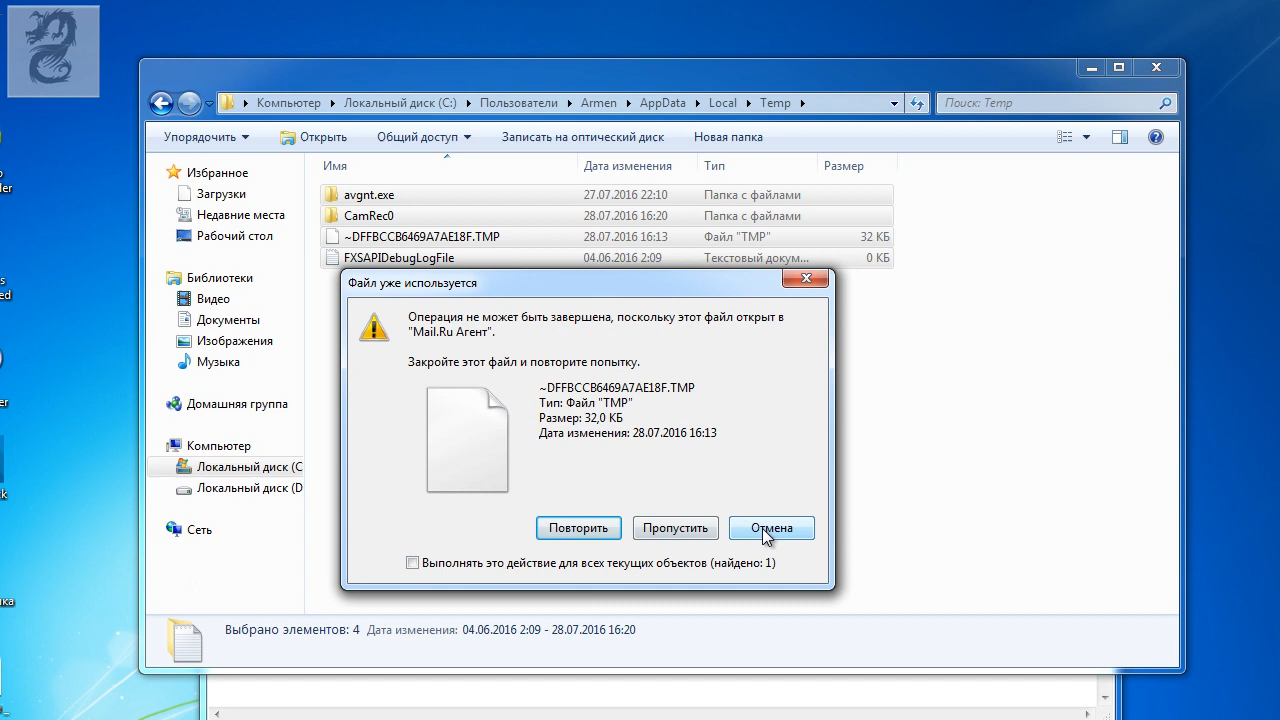 Компьютер Локальный диск (C:) Пользователи Armen AppData Local Temp
Поиск: Temp
Упорядочить Открыть Общий доступ Записать на оптический диск Новая папка
Имя Дата изменения Тип Размер
avgnt.exe 27.07.2016 22:10 Папка с файлами
CamRec0 28.07.2016 16:20 Папка с файлами
~DFFBCCB6469A7AE18F.TMP 28.07.2016 16:13 Файл "TMP" 32 КБ
FXSAPIDebugLogFile 04.06.2016 2:09 Текстовый докум... 0 КБ
Избранное
Загрузки
Недавние места
Рабочий стол
Библиотеки
Видео
Документы
Изображения
Музыка
Домашняя группа
Компьютер
Локальный диск (C
Локальный диск (D
Сеть
Файл уже используется
Операция не может быть завершена, поскольку этот файл открыт в
"Mail.Ru Агент".
Закройте этот файл и повторите попытку.
~DFFBCCB6469A7AE18F.TMP
Тип: Файл "TMP"
Размер: 32,0 КБ
Дата изменения: 28.07.2016 16:13
Повторить Пропустить Отмена
Выполнять это действие для всех текущих объектов (найдено: 1)
Выбрано элементов: 4 Дата изменения: 04.06.2016 2:09 - 28.07.2016 16:20